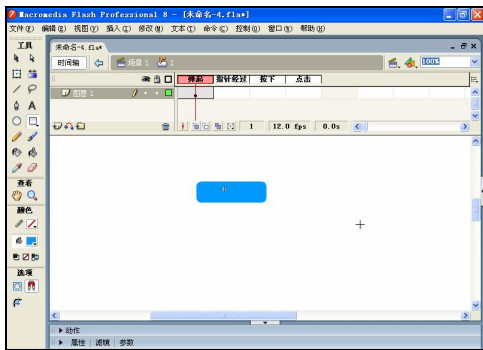 Macromedia Flash Professional 8 - [未命名-4.fla*]
文件(F) 编辑(E) 视图(V) 插入(I) 修改(M) 文本(T) 命令(C) 控制(O) 窗口(W) 帮助(H)
工具
未命名-4.fla*
时间轴 场景 1 1 100%
弹起 指针经过 按下 点击
图层 1
1 12.0 fps 0.0s
A
查看
颜色
选项
动作
属性 滤镜 参数